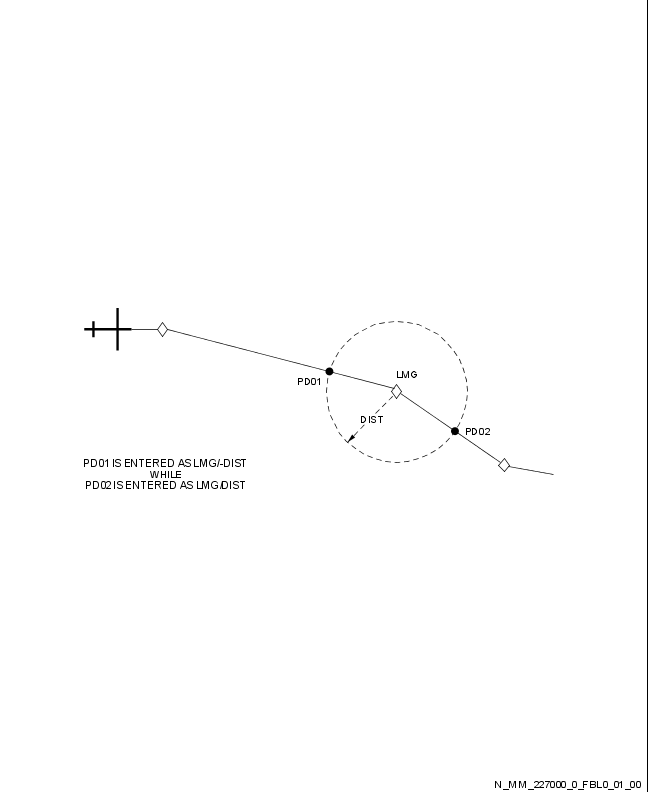 LMG
PD01
DIST
PD02
PD01 IS ENTERED AS LMG/-DIST
WHILE
PD02 IS ENTERED AS LMG/DIST
N_MM_227000_0_FBL0_01_00